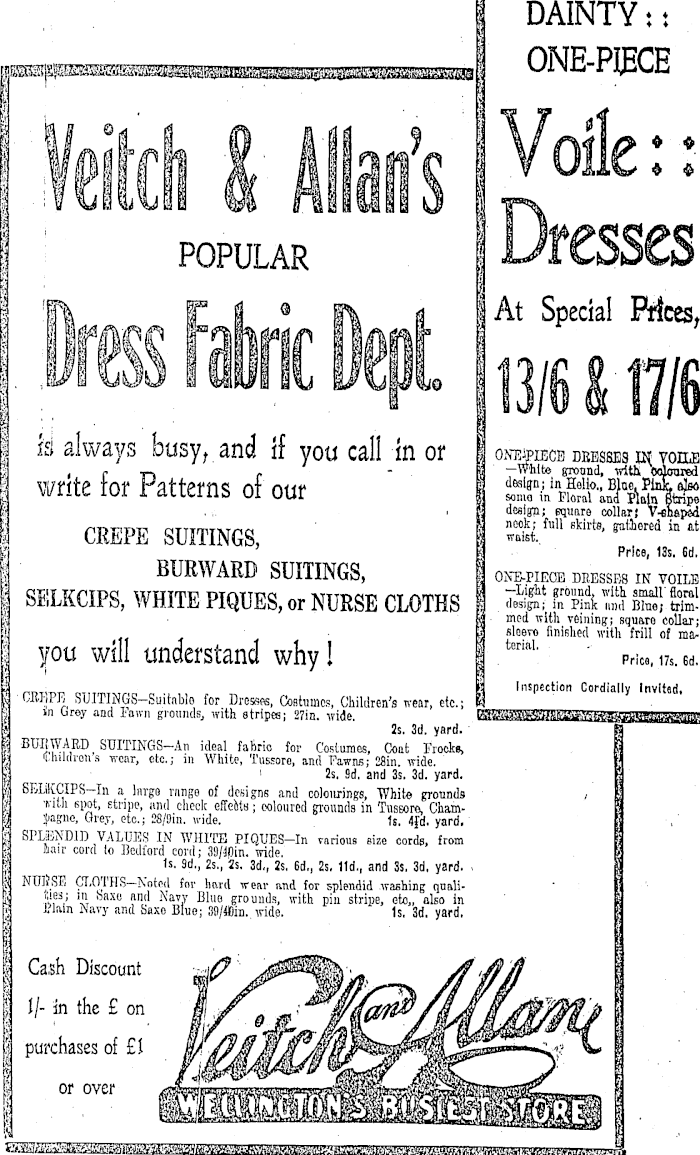 Veitch & Allan's
POPULAR
Dress Fabric Dept.
is always busy, and if you call in or
write for Patterns of our
CREPE SUITINGS,
BURWARD SUITINGS,
SELKCIPS, WHITE PIQUES, or NURSE CLOTHS
you will understand why!
CREPE SUITINGS—Suitable for Dresses, Costumes, Children's wear, etc.;
in Grey and Fawn grounds, with stripes; 27in. wide.
2s. 3d. yard.
BURWARD SUITINGS—An ideal fabric for Costumes, Coat Frocks,
Children's wear, etc.; in White, Tussore, and Fawns; 28in. wide.
2s. 9d. and 3s. 3d. yard.
SELKCIPS—In a large range of designs and colourings, White grounds
with spot, stripe, and check effects; coloured grounds in Tussore, Cham-
pagne, Grey, etc.; 28/9in. wide. 1s. 4½d. yard.
SPLENDID VALUES IN WHITE PIQUES—In various size cords, from
hair cord to Bedford cord; 39/40in. wide.
1s. 9d., 2s., 2s. 3d., 2s. 6d., 2s. 11d., and 3s. 3d. yard.
NURSE CLOTHS—Noted for hard wear and for splendid washing quali-
ties; in Saxe and Navy Blue grounds, with pin stripe, etc., also in
Plain Navy and Saxe Blue; 39/40in. wide. 1s. 3d. yard.
Cash Discount
1/- in the £ on
purchases of £1
or over
Veitch and Allan
WELLINGTON'S BUSIEST STORE
DAINTY : :
ONE-PIECE
Voile : :
Dresses
At Special Prices,
13/6 & 17/6
ONE-PIECE DRESSES IN VOILE
—White ground, with coloured
design; in Helio., Blue, Pink, also
some in Floral and Plain Stripe
design; square collar; V-shaped
neck; full skirts, gathered in at
waist.
Price, 13s. 6d.
ONE-PIECE DRESSES IN VOILE
—Light ground, with small floral
design; in Pink and Blue; trim-
med with veining; square collar;
sleeve finished with frill of ma-
terial.
Price, 17s. 6d.
Inspection Cordially Invited.